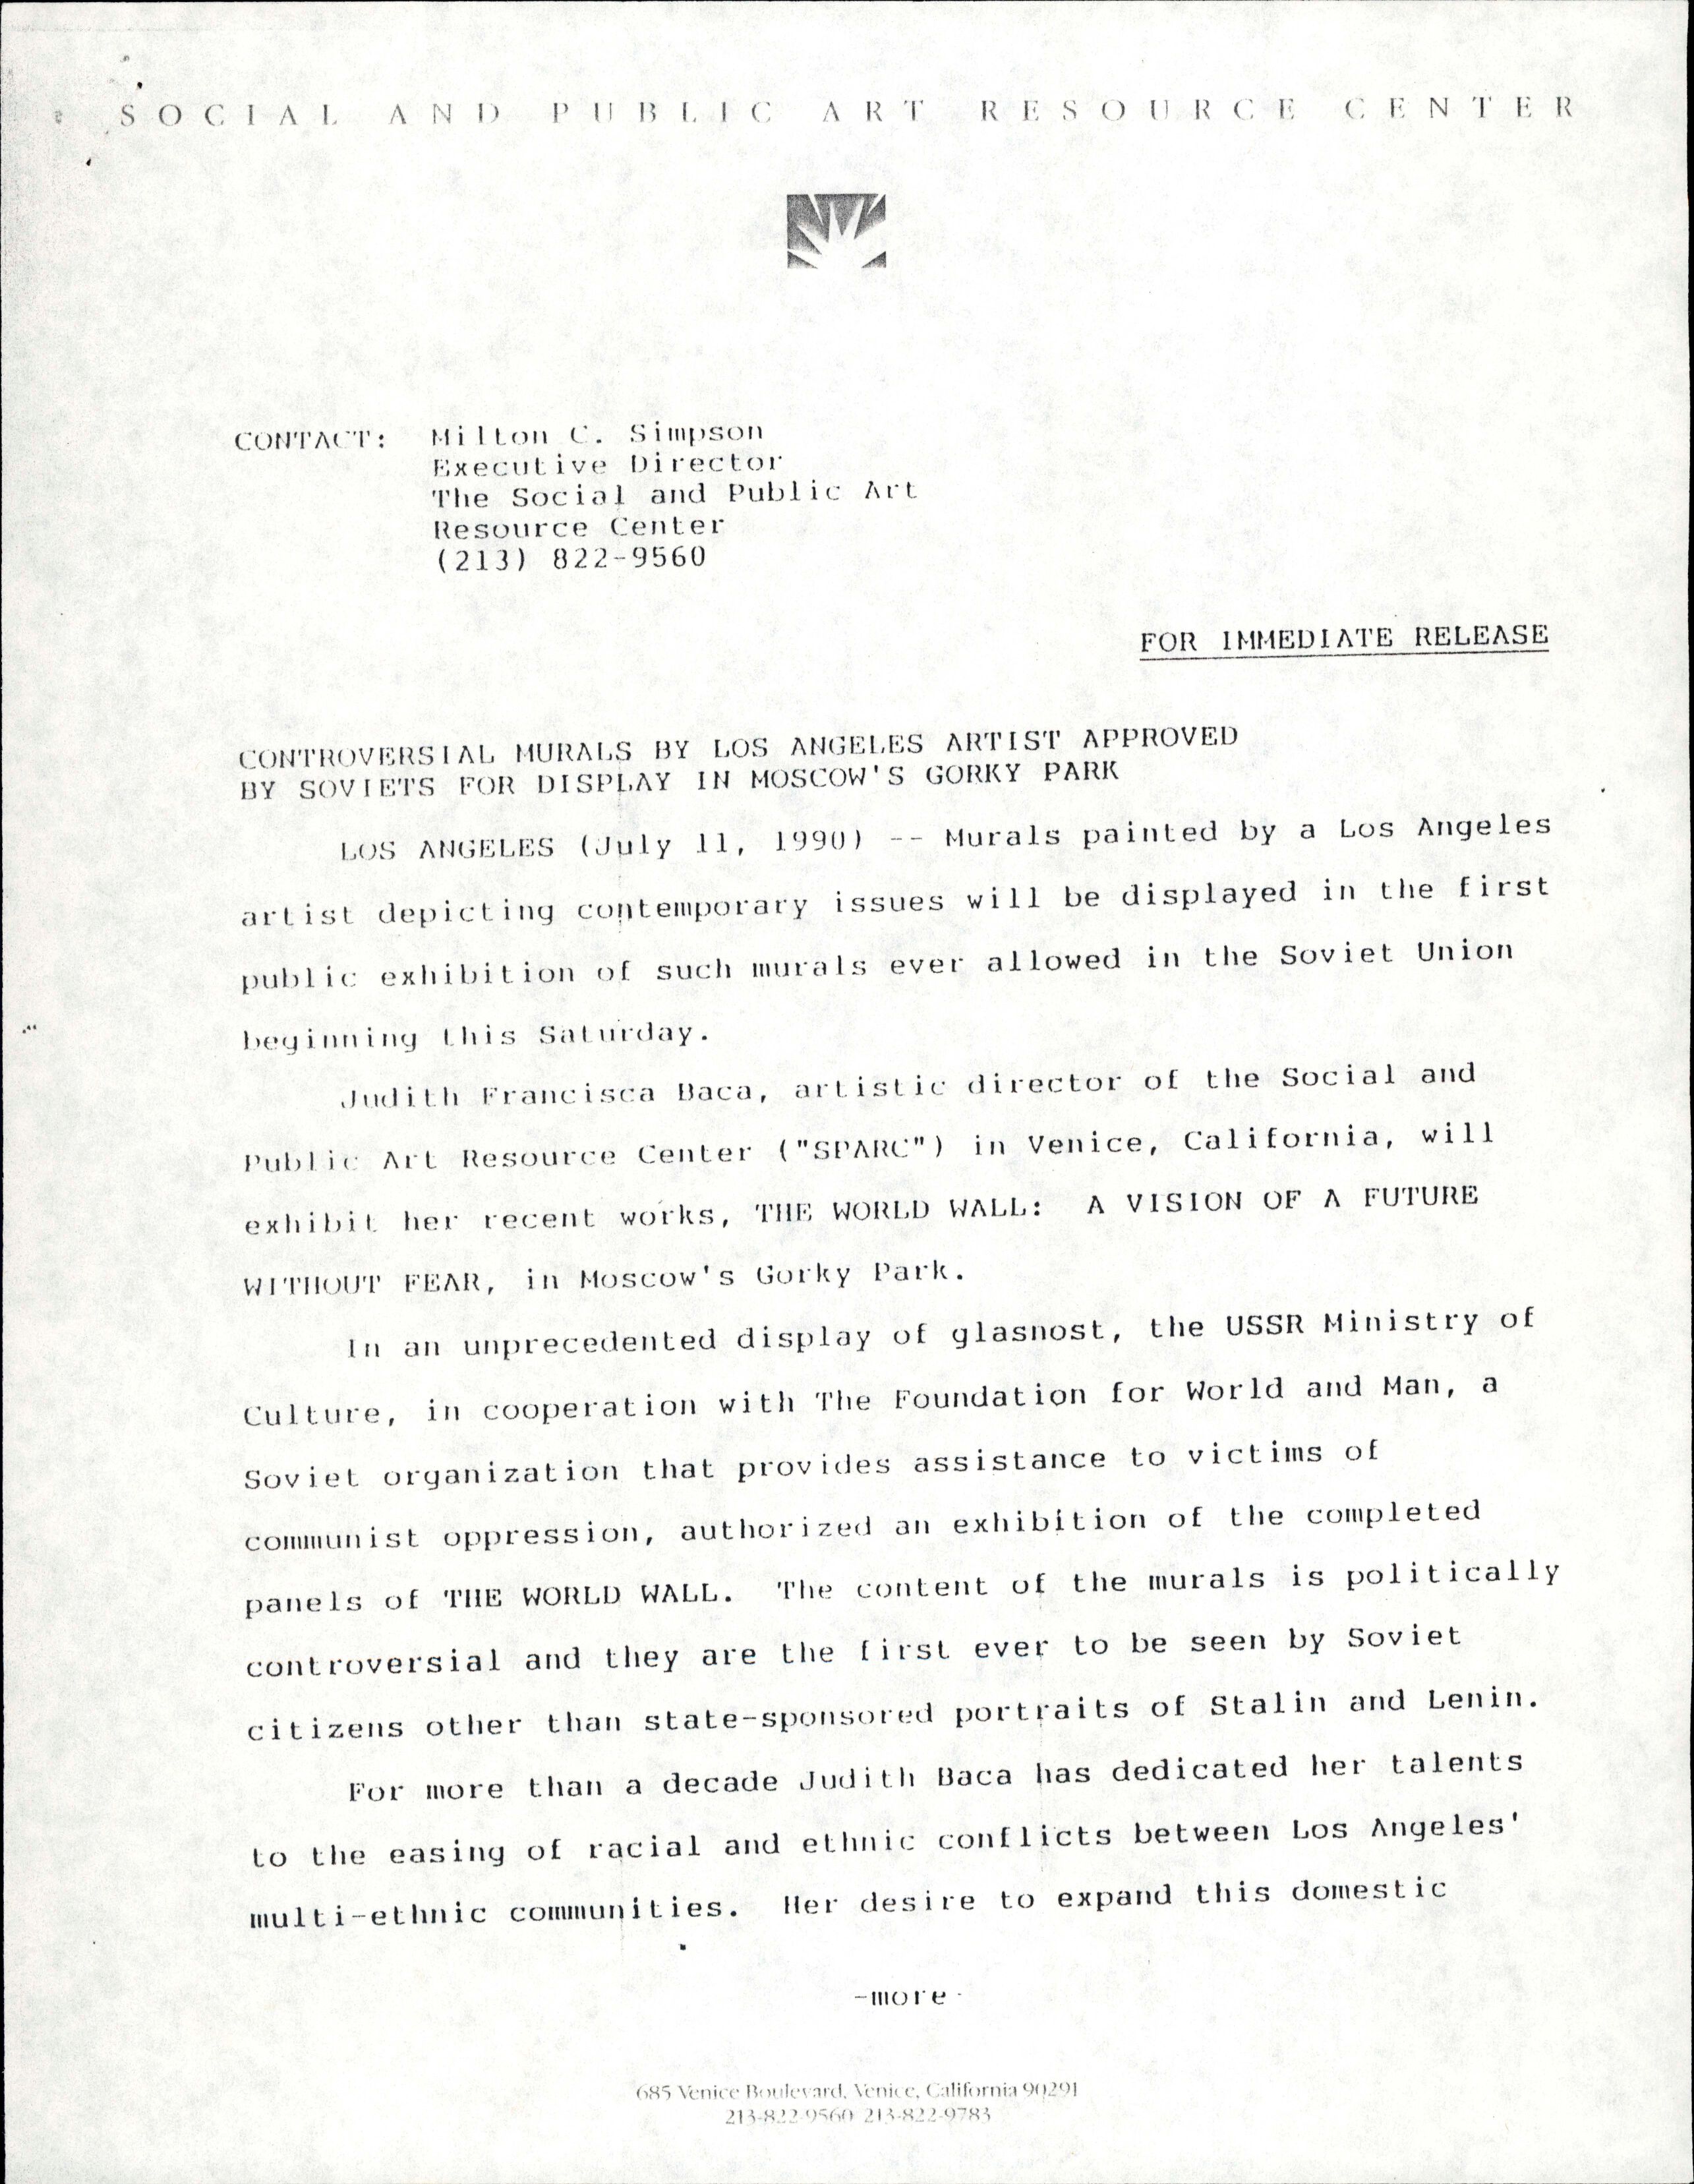 SOCIAL AND PUBLIC ART RESOURCE CENTER
CONTACT: Milton C. Simpson
Executive Director
The Social and Public Art
Resource Center
(213) 822-9560
FOR IMMEDIATE RELEASE
CONTROVERSIAL MURALS BY LOS ANGELES ARTIST APPROVED
BY SOVIETS FOR DISPLAY IN MOSCOW'S GORKY PARK
LOS ANGELES (July 11, 1990) -- Murals painted by a Los Angeles
artist depicting contemporary issues will be displayed in the first
public exhibition of such murals ever allowed in the Soviet Union
beginning this Saturday.
Judith Francisca Baca, artistic director of the Social and
Public Art Resource Center ("SPARC") in Venice, California, will
exhibit her recent works, THE WORLD WALL: A VISION OF A FUTURE
WITHOUT FEAR, in Moscow's Gorky Park.
In an unprecedented display of glasnost, the USSR Ministry of
Culture, in cooperation with The Foundation for World and Man, a
Soviet organization that provides assistance to victims of
communist oppression, authorized an exhibition of the completed
panels of THE WORLD WALL. The content of the murals is politically
controversial and they are the first ever to be seen by Soviet
citizens other than state-sponsored portraits of Stalin and Lenin.
For more than a decade Judith Baca has dedicated her talents
to the easing of racial and ethnic conflicts between Los Angeles'
multi-ethnic communities. Her desire to expand this domestic
-more-
685 Venice Boulevard, Venice, California 90291
213-822-9560 213-822-9783